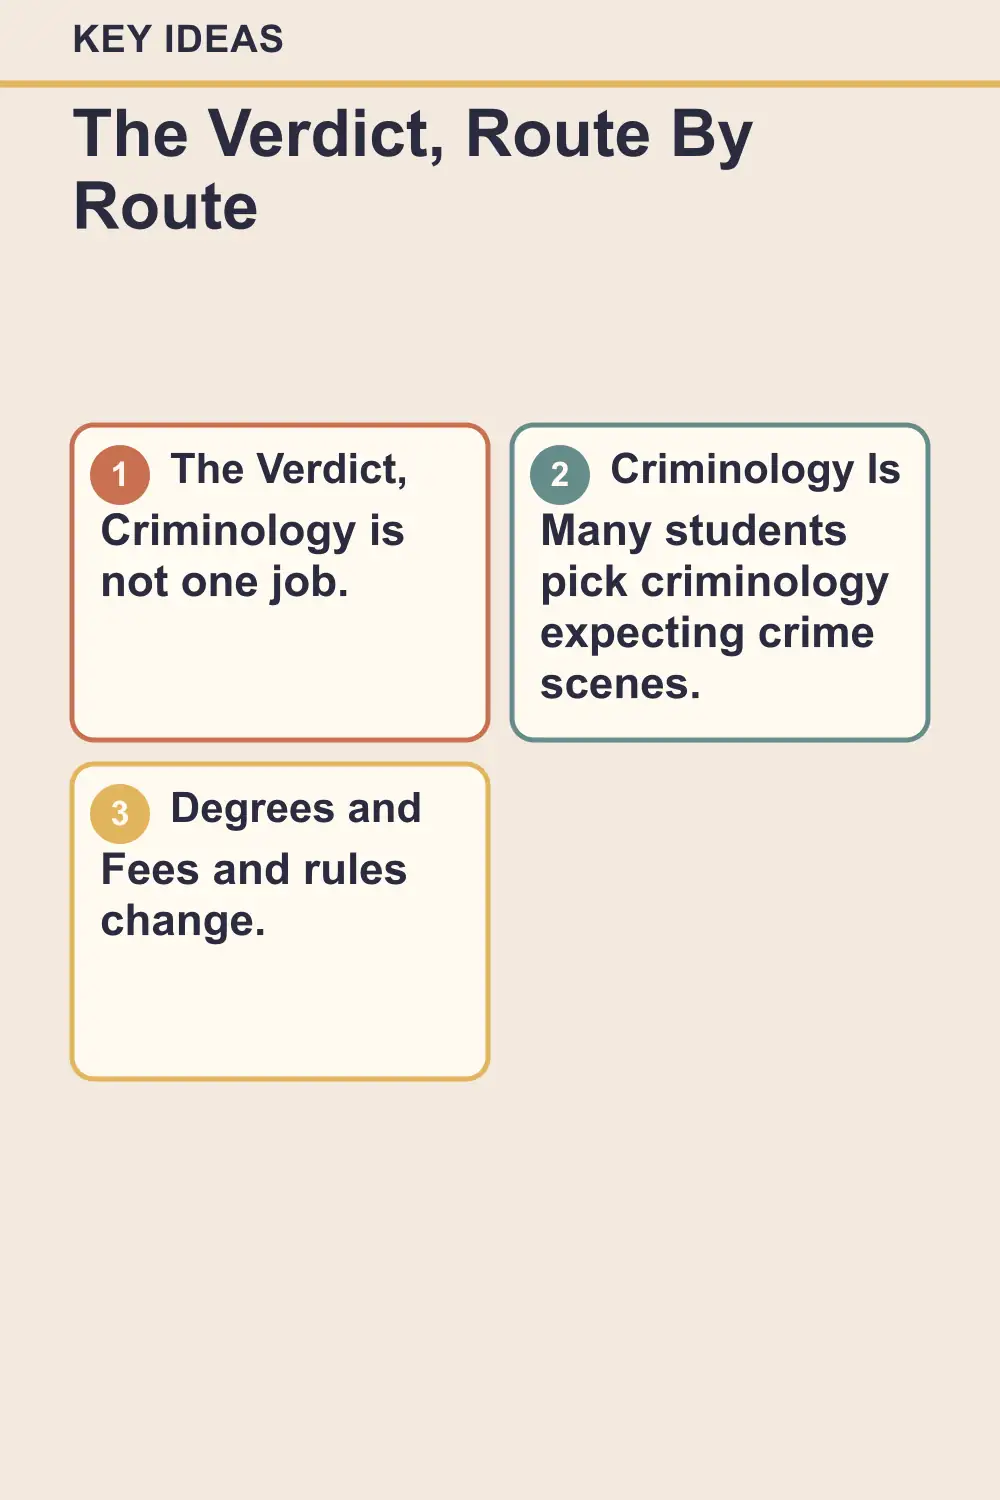 KEY IDEAS
The Verdict, Route By
Route
1 The Verdict,
Criminology is
not one job.
2 Criminology Is
Many students
pick criminology
expecting crime
scenes.
3 Degrees and
Fees and rules
change.